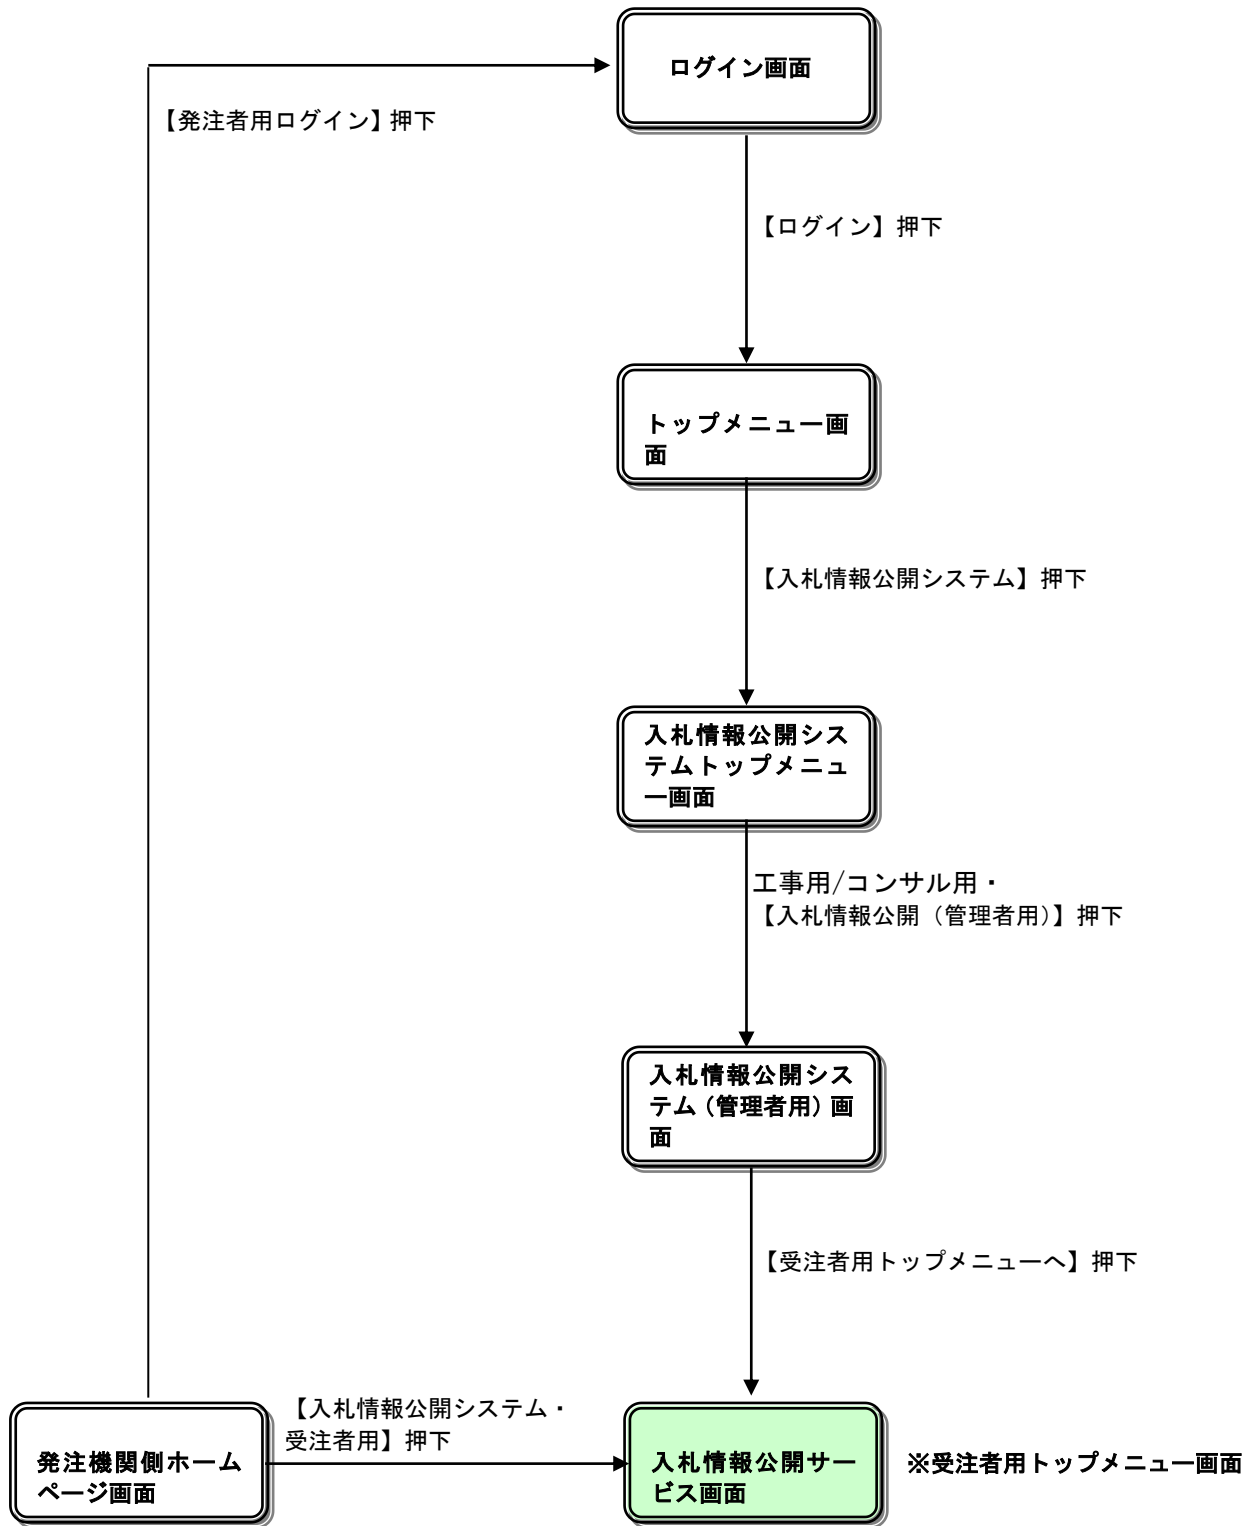 ログイン画面
【発注者用ログイン】押下
【ログイン】押下
トップメニュー画
面
【入札情報公開システム】押下
入札情報公開シス
テムトップメニュ
ー画面
工事用/コンサル用・
【入札情報公開（管理者用）】押下
入札情報公開シス
テム（管理者用）画
面
【受注者用トップメニューへ】押下
【入札情報公開システム・
受注者用】押下
発注機関側ホーム
ページ画面
入札情報公開サー
ビス画面
※受注者用トップメニュー画面